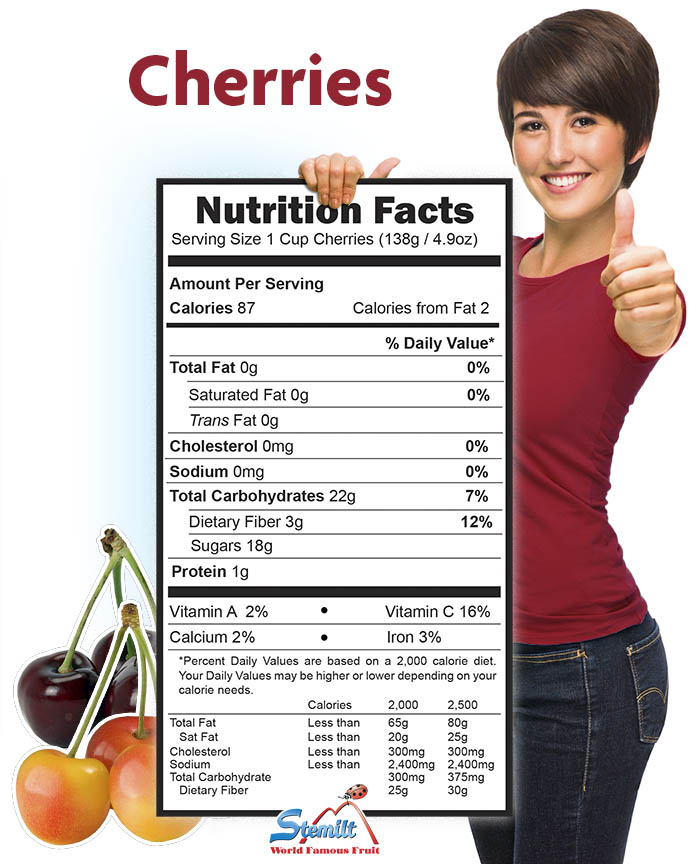 Cherries
Nutrition Facts
Serving Size 1 Cup Cherries (138g / 4.9oz)
Amount Per Serving
Calories 87 Calories from Fat 2
% Daily Value*
Total Fat 0g 0%
Saturated Fat 0g 0%
Trans Fat 0g
Cholesterol 0mg 0%
Sodium 0mg 0%
Total Carbohydrates 22g 7%
Dietary Fiber 3g 12%
Sugars 18g
Protein 1g
Vitamin A 2% • Vitamin C 16%
Calcium 2% • Iron 3%
*Percent Daily Values are based on a 2,000 calorie diet.
Your Daily Values may be higher or lower depending on your
calorie needs.
Calories 2,000 2,500
Total Fat Less than 65g 80g
Sat Fat Less than 20g 25g
Cholesterol Less than 300mg 300mg
Sodium Less than 2,400mg 2,400mg
Total Carbohydrate 300mg 375mg
Dietary Fiber 25g 30g
Stemilt
World Famous Fruit